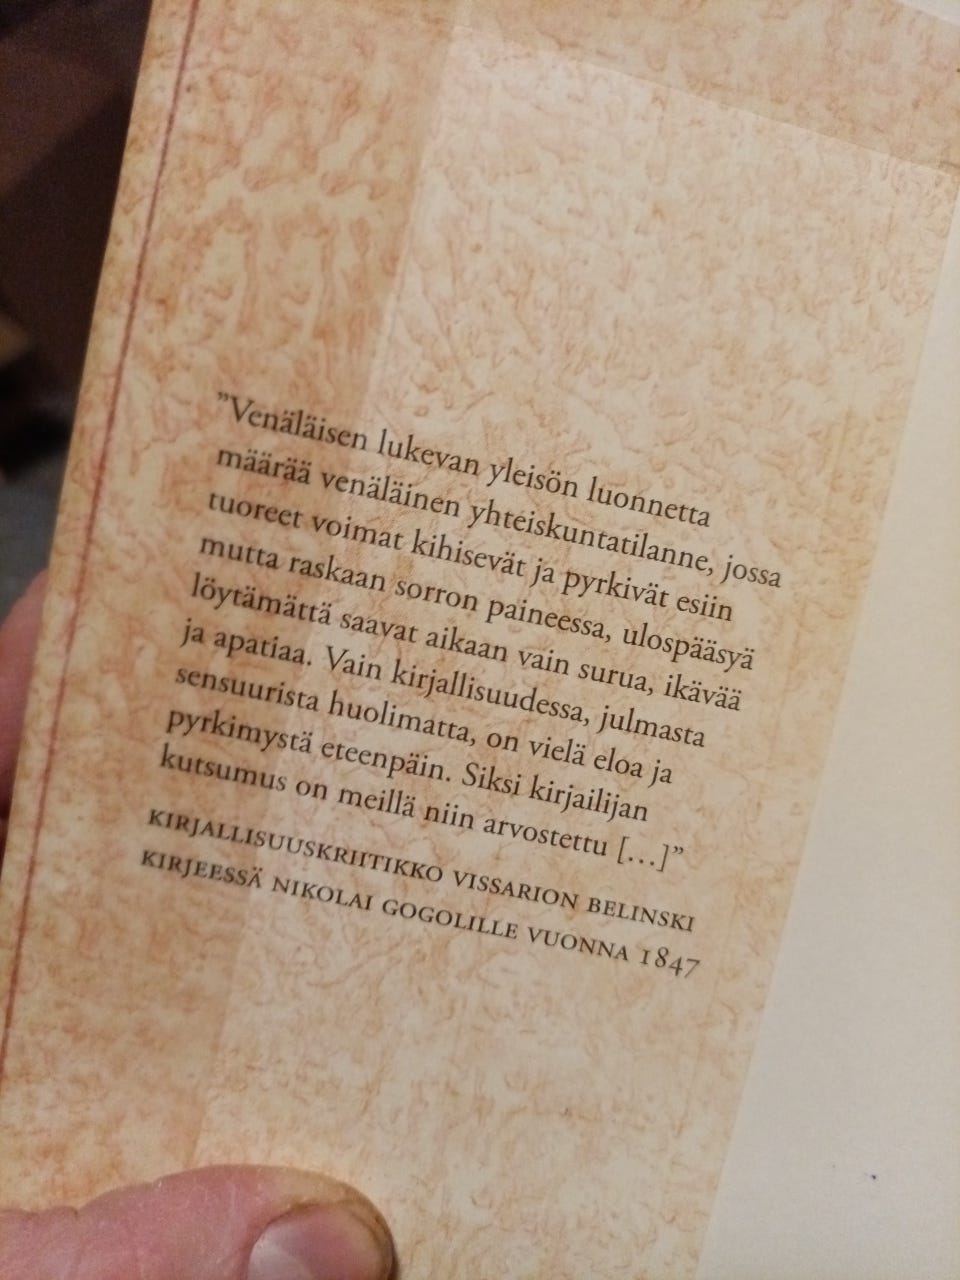 ”Venäläisen lukevan yleisön luonnetta
määrää venäläinen yhteiskuntatilanne, jossa
tuoreet voimat kihisevät ja pyrkivät esiin
mutta raskaan sorron paineessa, ulospääsyä
löytämättä saavat aikaan vain surua, ikävää
ja apatiaa. Vain kirjallisuudessa, julmasta
sensuurista huolimatta, on vielä eloa ja
pyrkimystä eteenpäin. Siksi kirjailijan
kutsumus on meillä niin arvostettu [...]”
KIRJALLISUUSKRIITIKKO VISSARION BELINSKI
KIRJEESSÄ NIKOLAI GOGOLILLE VUONNA 1847